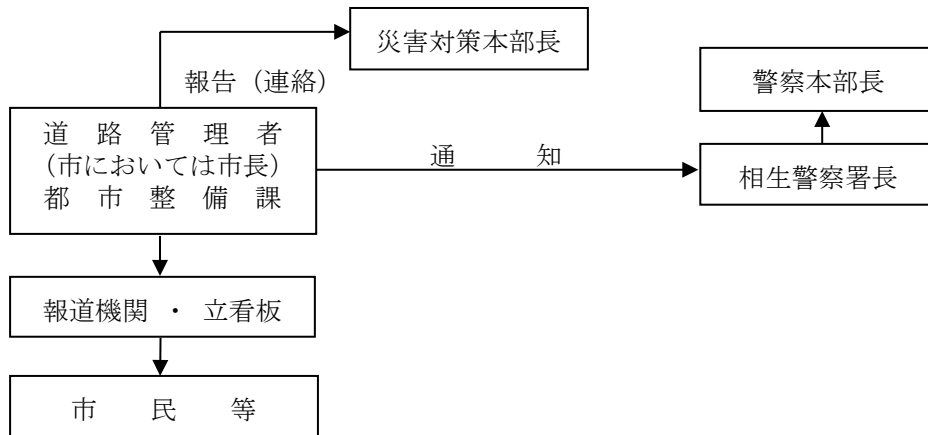 災害対策本部長
報告（連絡）
警察本部長
道　路　管　理　者
（市においては市長）
都　市　整　備　課
通　　知
相生警察署長
報道機関　・　立看板
市　　民　　等